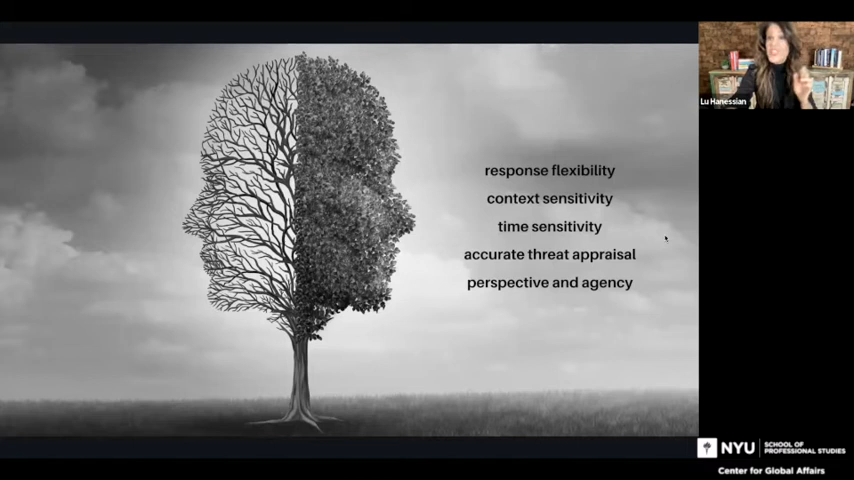 response flexibility
context sensitivity
time sensitivity
accurate threat appraisal
perspective and agency
Lu Hanessian
NYU
SCHOOL OF
PROFESSIONAL STUDIES
Center for Global Affairs